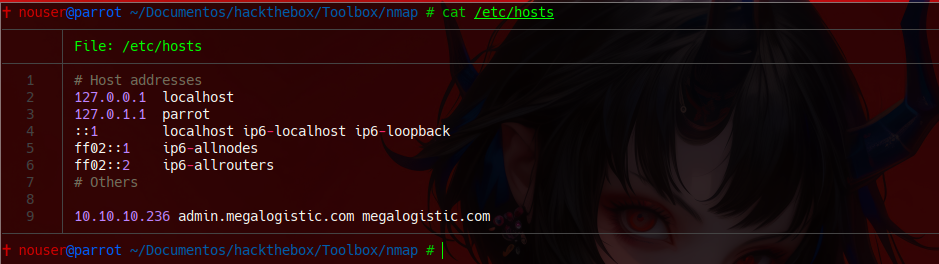 ✝ nouser@parrot ~/Documentos/hackthebox/Toolbox/nmap # cat /etc/hosts
File: /etc/hosts
1 # Host addresses
2 127.0.0.1  localhost
3 127.0.1.1  parrot
4 ::1        localhost ip6-localhost ip6-loopback
5 ff02::1    ip6-allnodes
6 ff02::2    ip6-allrouters
7 # Others
8
9 10.10.10.236 admin.megalogistic.com megalogistic.com
✝ nouser@parrot ~/Documentos/hackthebox/Toolbox/nmap #